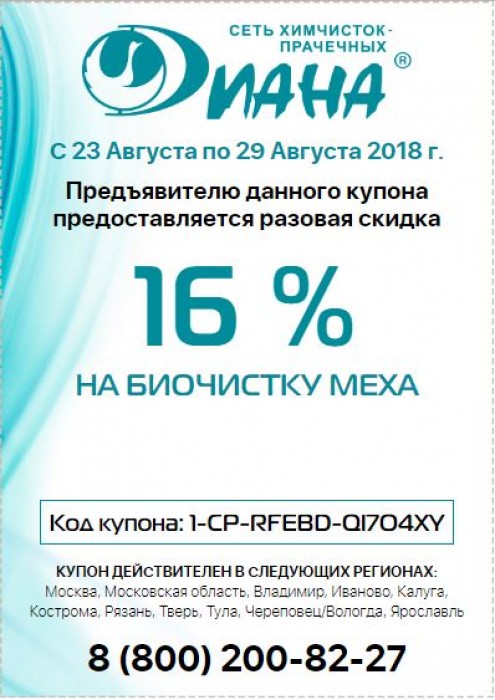 СЕТЬ ХИМЧИСТОК-
ПРАЧЕЧНЫХ
ДИАНА®
С 23 Августа по 29 Августа 2018 г.
Предъявителю данного купона
предоставляется разовая скидка
16 %
НА БИОЧИСТКУ МЕХА
Код купона: 1-CP-RFEBD-QI704XY
КУПОН ДЕЙСТВИТЕЛЕН В СЛЕДУЮЩИХ РЕГИОНАХ:
Москва, Московская область, Владимир, Иваново, Калуга,
Кострома, Рязань, Тверь, Тула, Череповец/Вологда, Ярославль
8 (800) 200-82-27